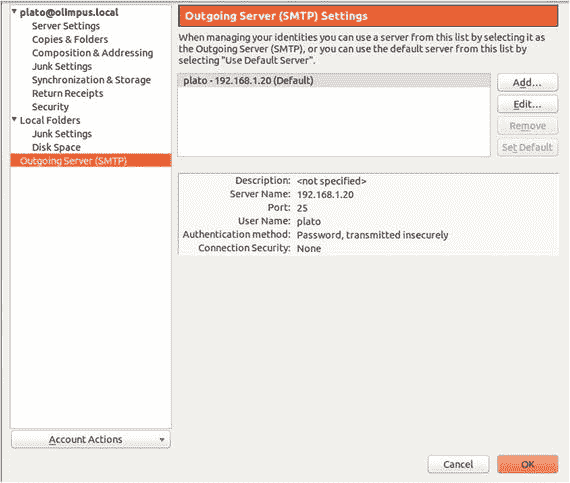 plato@olimpus.local
Server Settings
Copies & Folders
Composition & Addressing
Junk Settings
Synchronization & Storage
Return Receipts
Security
Local Folders
Junk Settings
Disk Space
Outgoing Server (SMTP)
Account Actions
Outgoing Server (SMTP) Settings
When managing your identities you can use a server from this list by selecting it as
the Outgoing Server (SMTP), or you can use the default server from this list by
selecting "Use Default Server".
plato - 192.168.1.20 (Default)
Add...
Edit...
Remove
Set Default
Description: <not specified>
Server Name: 192.168.1.20
Port: 25
User Name: plato
Authentication method: Password, transmitted insecurely
Connection Security: None
Cancel
OK